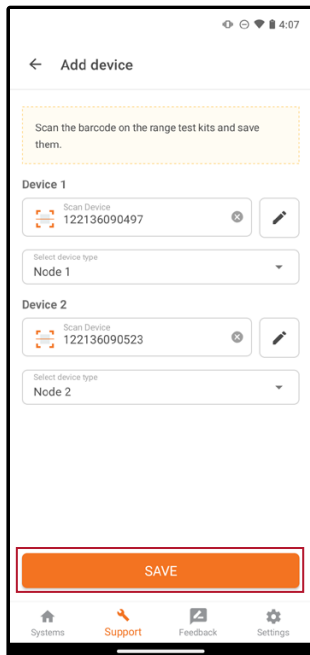 4:07
Add device
Scan the barcode on the range test kits and save
them.
Device 1
Scan Device
122136090497
Select device type
Node 1
Device 2
Scan Device
122136090523
Select device type
Node 2
SAVE
Systems Support Feedback Settings